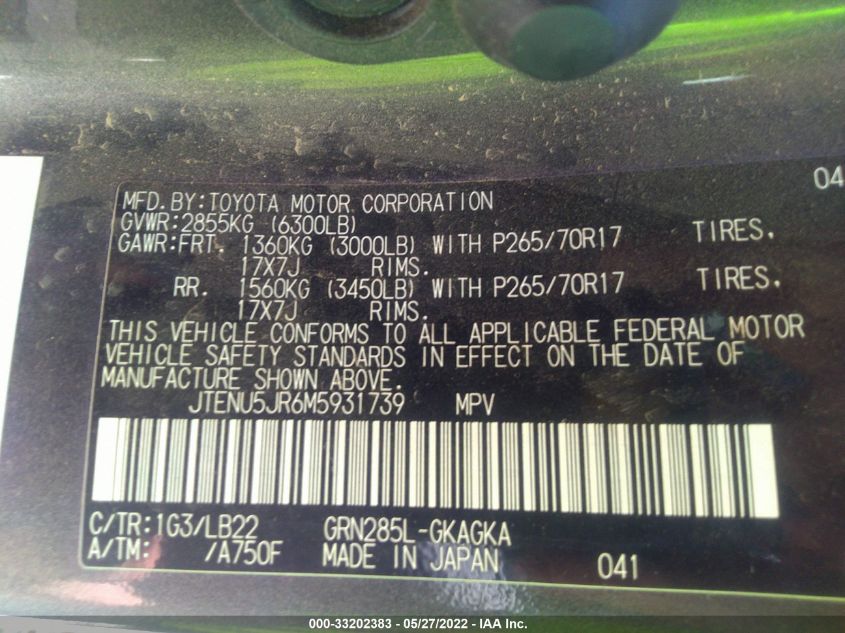 04
MFD. BY: TOYOTA MOTOR CORPORATION
GVWR: 2855KG (6300LB)
GAWR: FRT. 1360KG (3000LB) WITH P265/70R17 TIRES,
17X7J RIMS.
RR. 1560KG (3450LB) WITH P265/70R17 TIRES,
17X7J RIMS.
THIS VEHICLE CONFORMS TO ALL APPLICABLE FEDERAL MOTOR
VEHICLE SAFETY STANDARDS IN EFFECT ON THE DATE OF
MANUFACTURE SHOWN ABOVE.
JTENU5JR6M5931739 MPV
C/TR: 1G3/LB22 GRN285L-GKAGKA
A/TM: /A750F MADE IN JAPAN 041
000-33202383 - 05/27/2022 - IAA Inc.